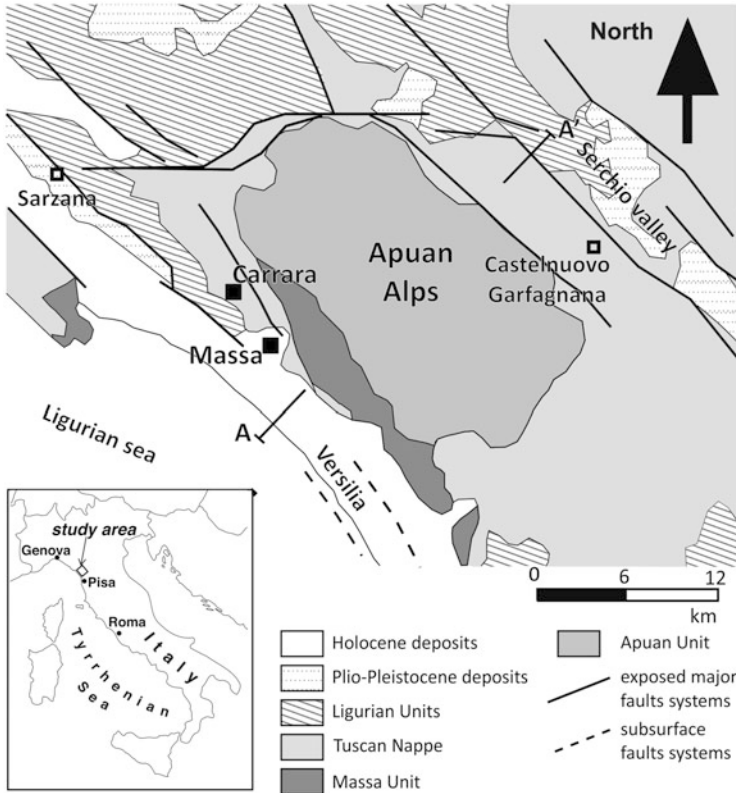 North
A'
Serchio valley
Sarzana
Apuan
Alps
Castelnuovo
Garfagnana
Carrara
Massa
A
Ligurian sea
Versilia
study area
Genova
Pisa
Roma
Italy
Tyrrhenian
Sea
0 6 12
km
Holocene deposits
Plio-Pleistocene deposits
Ligurian Units
Tuscan Nappe
Massa Unit
Apuan Unit
exposed major
faults systems
subsurface
faults systems